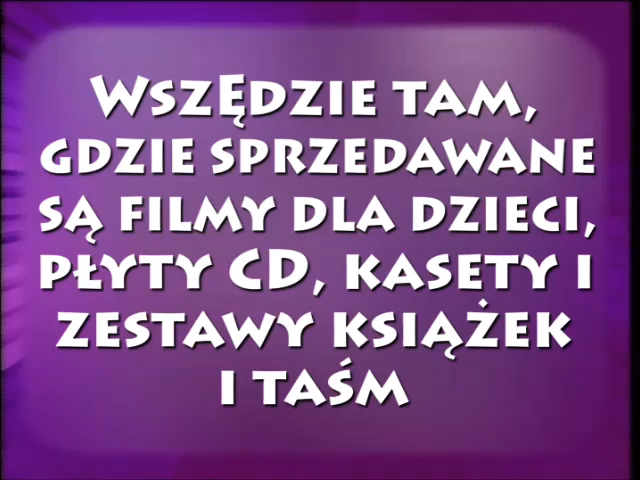 WszĘdzie tam,
gdzie sprzedawane
są filmy dla dzieci,
płyty CD, kasety i
zestawy książek
i taśm